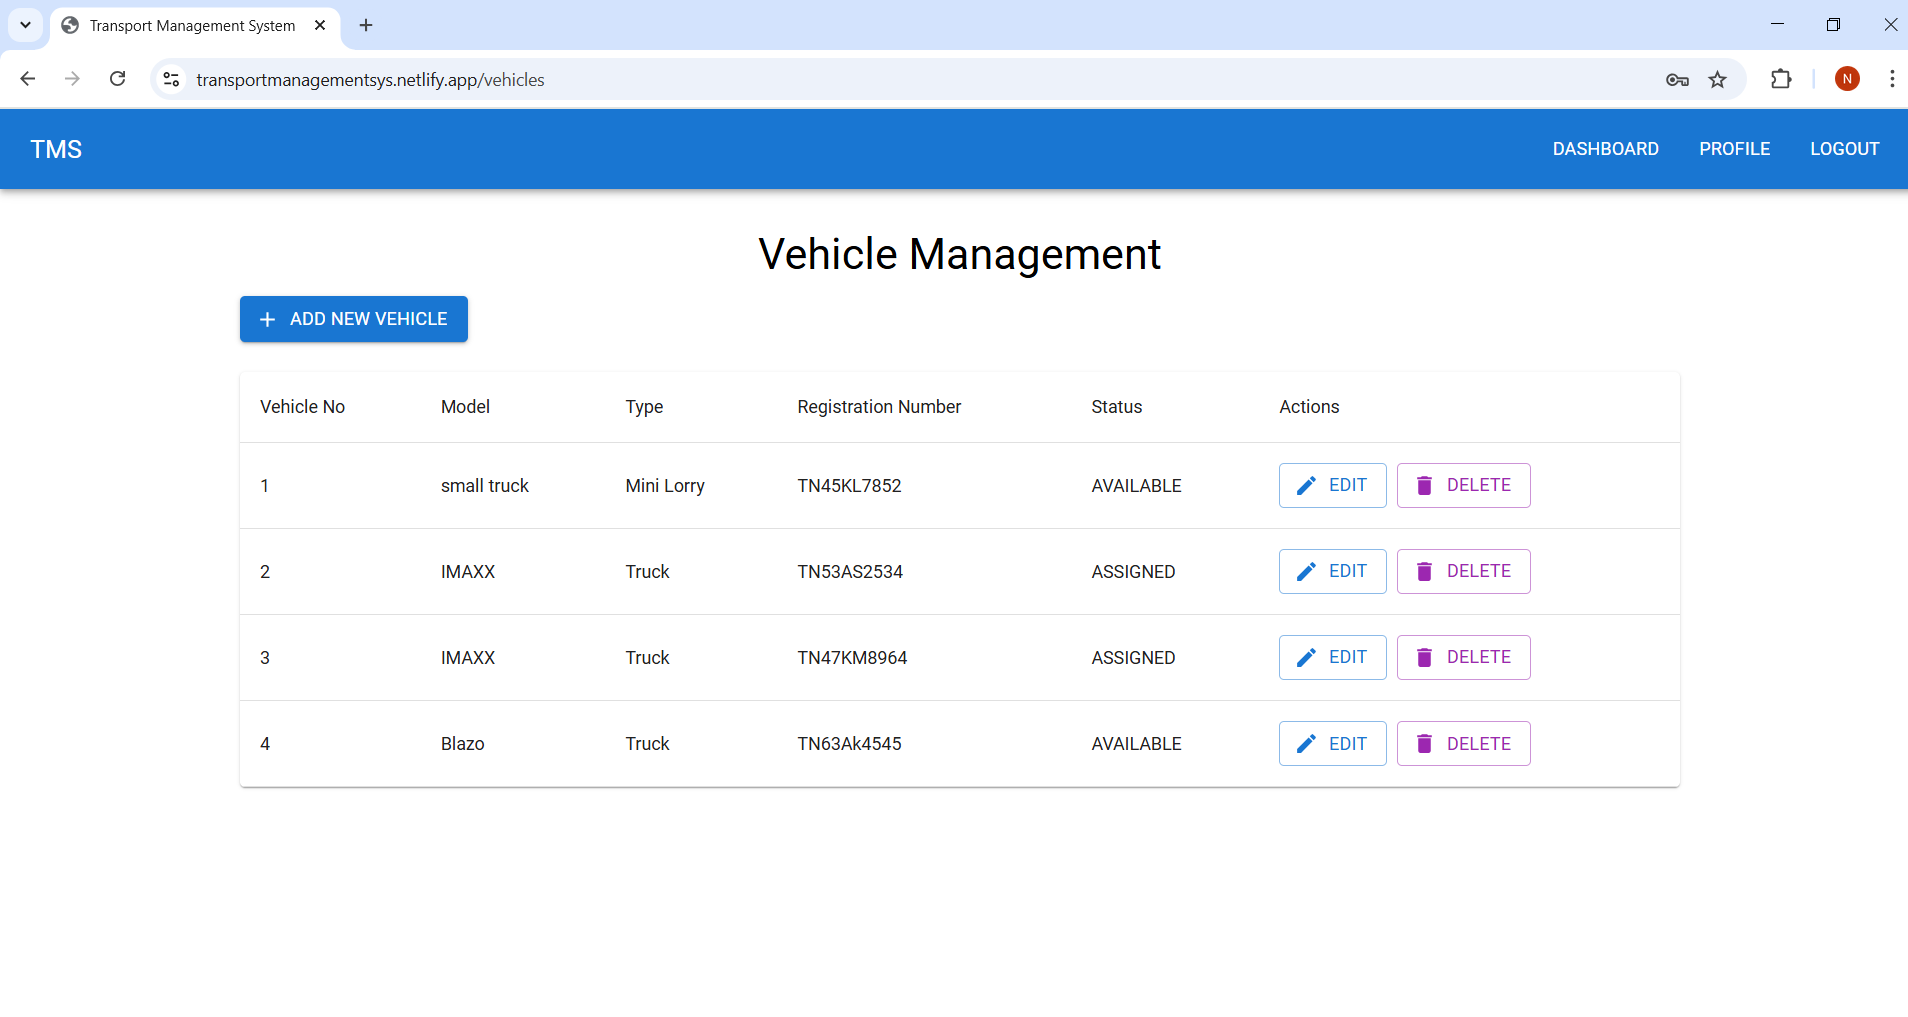 Transport Management System
transportmanagementsys.netlify.app/vehicles
N
TMS DASHBOARD PROFILE LOGOUT
Vehicle Management
ADD NEW VEHICLE
Vehicle No Model Type Registration Number Status Actions
1 small truck Mini Lorry TN45KL7852 AVAILABLE EDIT DELETE
2 IMAXX Truck TN53AS2534 ASSIGNED EDIT DELETE
3 IMAXX Truck TN47KM8964 ASSIGNED EDIT DELETE
4 Blazo Truck TN63Ak4545 AVAILABLE EDIT DELETE